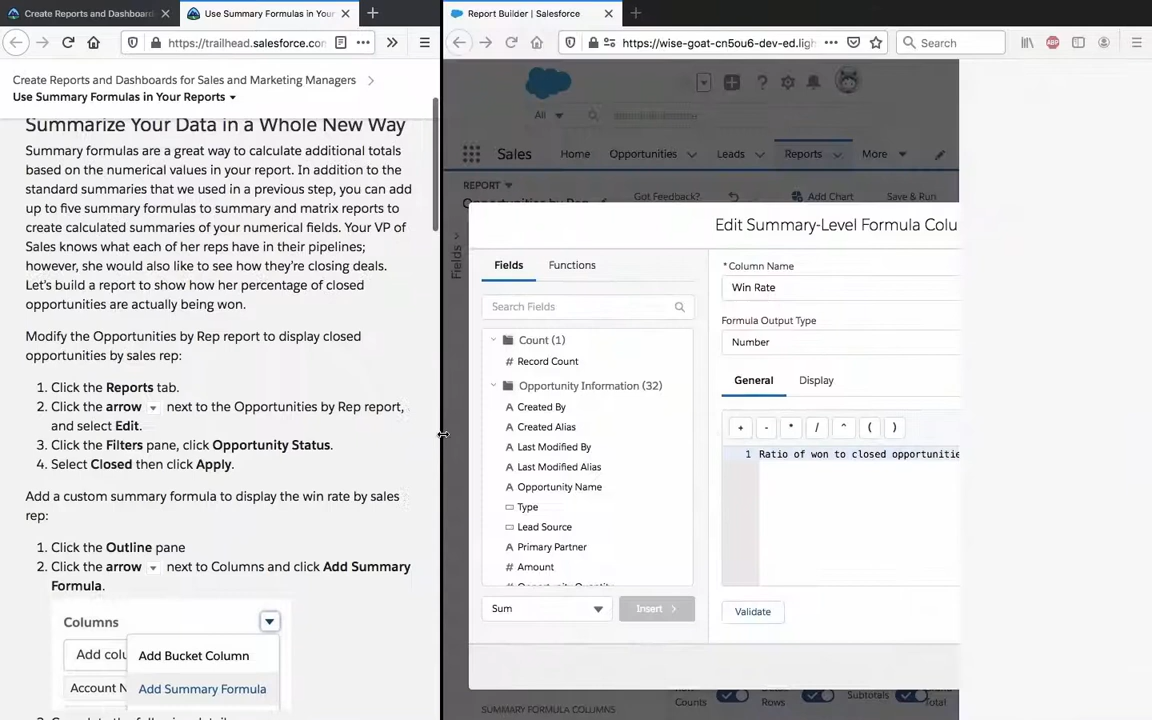 Create Reports and Dashboard
Use Summary Formulas in Your
Report Builder | Salesforce
https://trailhead.salesforce.com
https://wise-goat-cn5ou6-dev-ed.ligh
Search
Create Reports and Dashboards for Sales and Marketing Managers
Use Summary Formulas in Your Reports
Summarize Your Data in a Whole New Way
Summary formulas are a great way to calculate additional totals
based on the numerical values in your report. In addition to the
standard summaries that we used in a previous step, you can add
up to five summary formulas to summary and matrix reports to
create calculated summaries of your numerical fields. Your VP of
Sales knows what each of her reps have in their pipelines;
however, she would also like to see how they’re closing deals.
Let’s build a report to show how her percentage of closed
opportunities are actually being won.
Modify the Opportunities by Rep report to display closed
opportunities by sales rep:
1. Click the Reports tab.
2. Click the arrow next to the Opportunities by Rep report,
and select Edit.
3. Click the Filters pane, click Opportunity Status.
4. Select Closed then click Apply.
Add a custom summary formula to display the win rate by sales
rep:
1. Click the Outline pane
2. Click the arrow next to Columns and click Add Summary
Formula.
Columns
Add colu
Add Bucket Column
Account N
Add Summary Formula
All
Sales
Home
Opportunities
Leads
Reports
More
REPORT
Got Feedback?
Add Chart
Save & Run
Opportunities by Rep
Fields
Edit Summary-Level Formula Colu
Fields
Functions
Search Fields
Count (1)
# Record Count
Opportunity Information (32)
A Created By
A Created Alias
A Last Modified By
A Last Modified Alias
A Opportunity Name
Type
Lead Source
A Primary Partner
# Amount
Sum
Insert
* Column Name
Win Rate
Formula Output Type
Number
General
Display
+ - * / ^ ( )
1 Ratio of won to closed opportunitie
Validate
Counts
Rows
Subtotals
Total
SUMMARY FORMULA COLUMNS